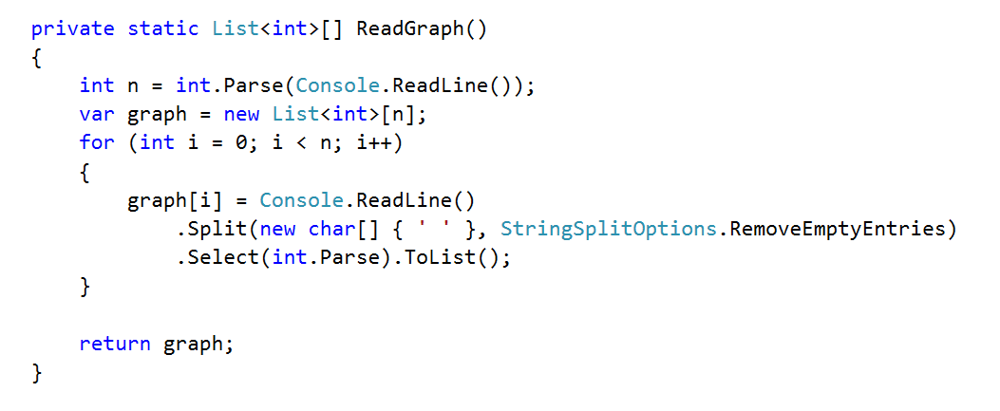 private static List<int>[] ReadGraph()
{
    int n = int.Parse(Console.ReadLine());
    var graph = new List<int>[n];
    for (int i = 0; i < n; i++)
    {
        graph[i] = Console.ReadLine()
            .Split(new char[] { ' ' }, StringSplitOptions.RemoveEmptyEntries)
            .Select(int.Parse).ToList();
    }

    return graph;
}